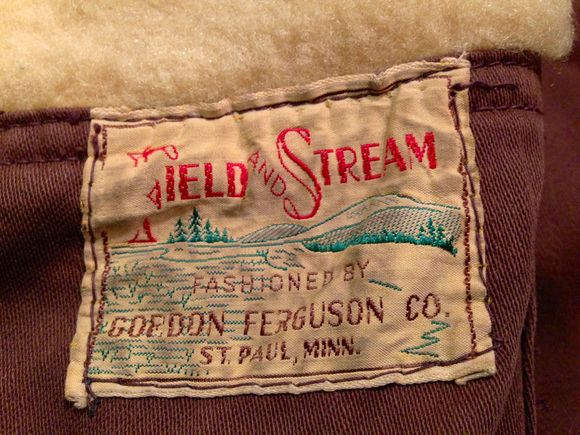 FIELD AND STREAM
FASHIONED BY
GORDON FERGUSON CO.
ST. PAUL, MINN.